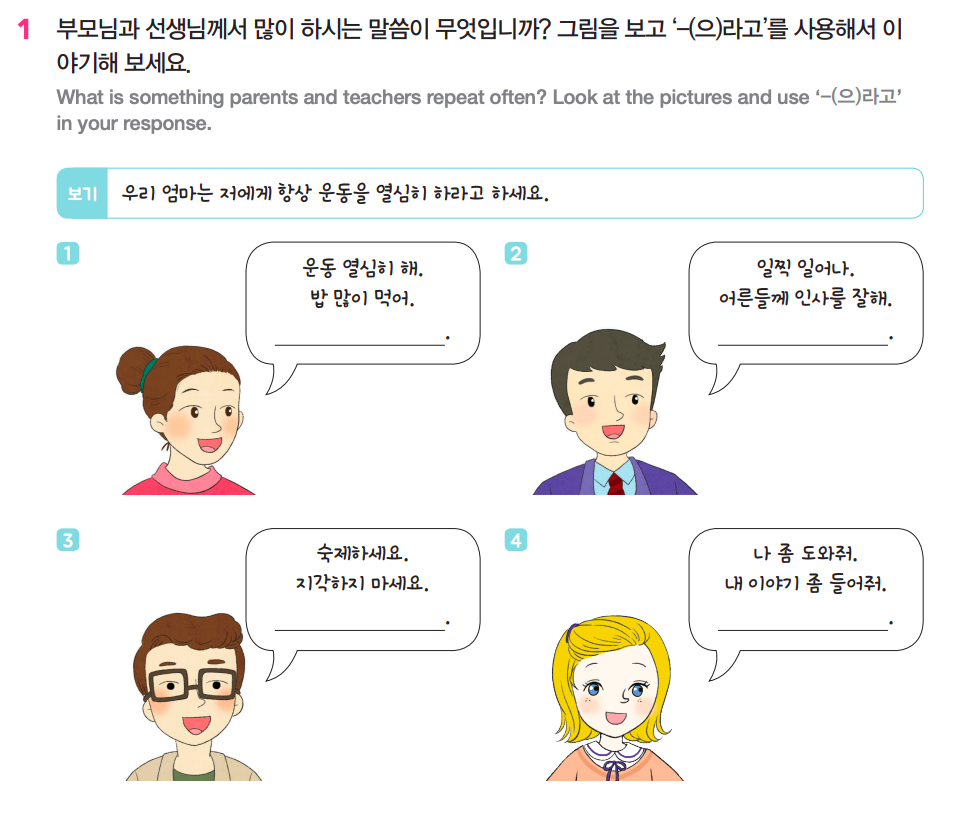 1 부모님과 선생님께서 많이 하시는 말씀이 무엇입니까? 그림을 보고 ‘–(으)라고’를 사용해서 이
야기해 보세요.
What is something parents and teachers repeat often? Look at the pictures and use ‘–(으)라고’
in your response.
보기 우리 엄마는 저에게 항상 운동을 열심히 하라고 하세요.
1
운동 열심히 해.
밥 많이 먹어.
.
2
일찍 일어나.
어른들께 인사를 잘해.
.
3
숙제하세요.
지각하지 마세요.
.
4
나 좀 도와줘.
내 이야기 좀 들어줘.
.